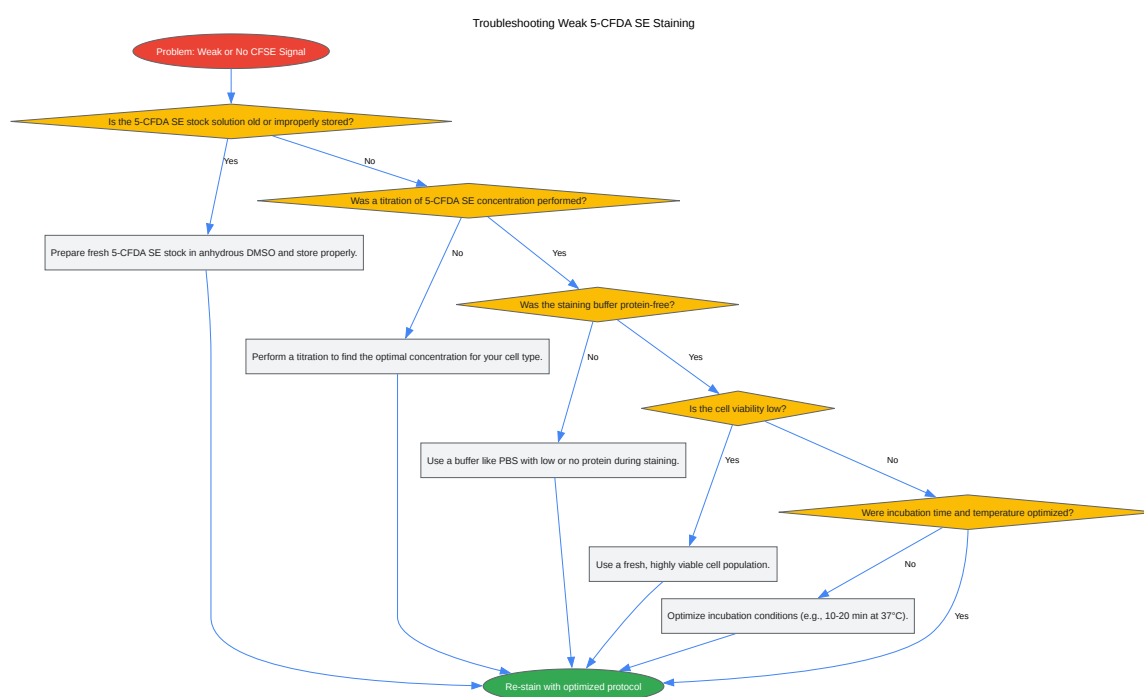 Troubleshooting Weak 5-CFDA SE Staining
Problem: Weak or No CFSE Signal
Is the 5-CFDA SE stock solution old or improperly stored?
Yes
No
Was a titration of 5-CFDA SE concentration performed?
Prepare fresh 5-CFDA SE stock in anhydrous DMSO and store properly.
No
Yes
Was the staining buffer protein-free?
Perform a titration to find the optimal concentration for your cell type.
No
Yes
Is the cell viability low?
Use a buffer like PBS with low or no protein during staining.
Yes
No
Were incubation time and temperature optimized?
Use a fresh, highly viable cell population.
No
Optimize incubation conditions (e.g., 10-20 min at 37°C).
Yes
Re-stain with optimized protocol